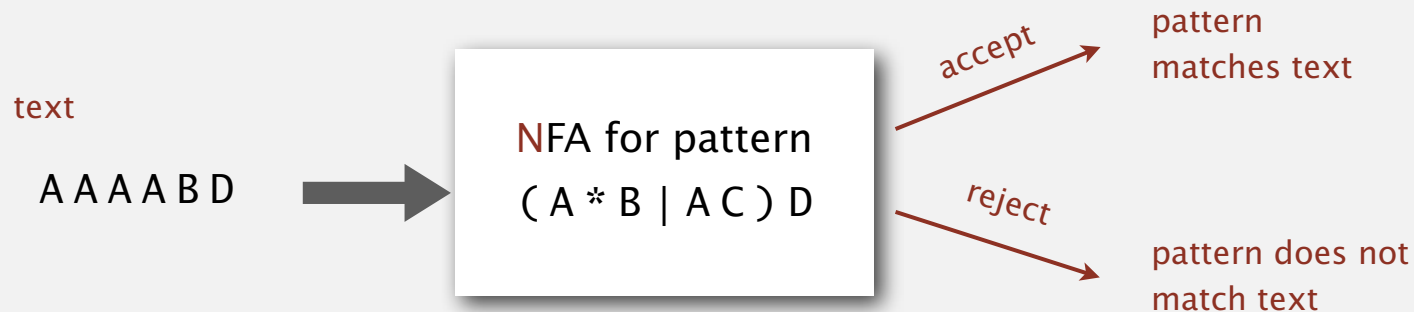 text
A A A A B D
NFA for pattern
( A * B | A C ) D
accept
pattern
matches text
reject
pattern does not
match text